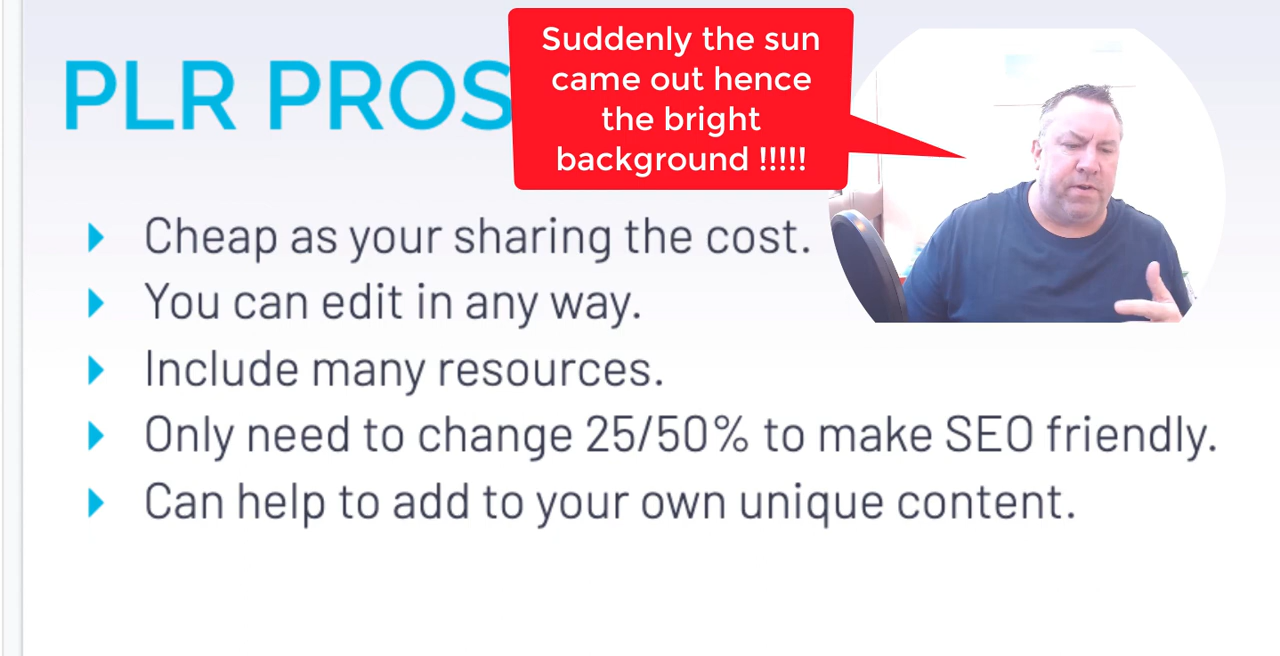 PLR PROS
Suddenly the sun
came out hence
the bright
background !!!!!
Cheap as your sharing the cost.
You can edit in any way.
Include many resources.
Only need to change 25/50% to make SEO friendly.
Can help to add to your own unique content.